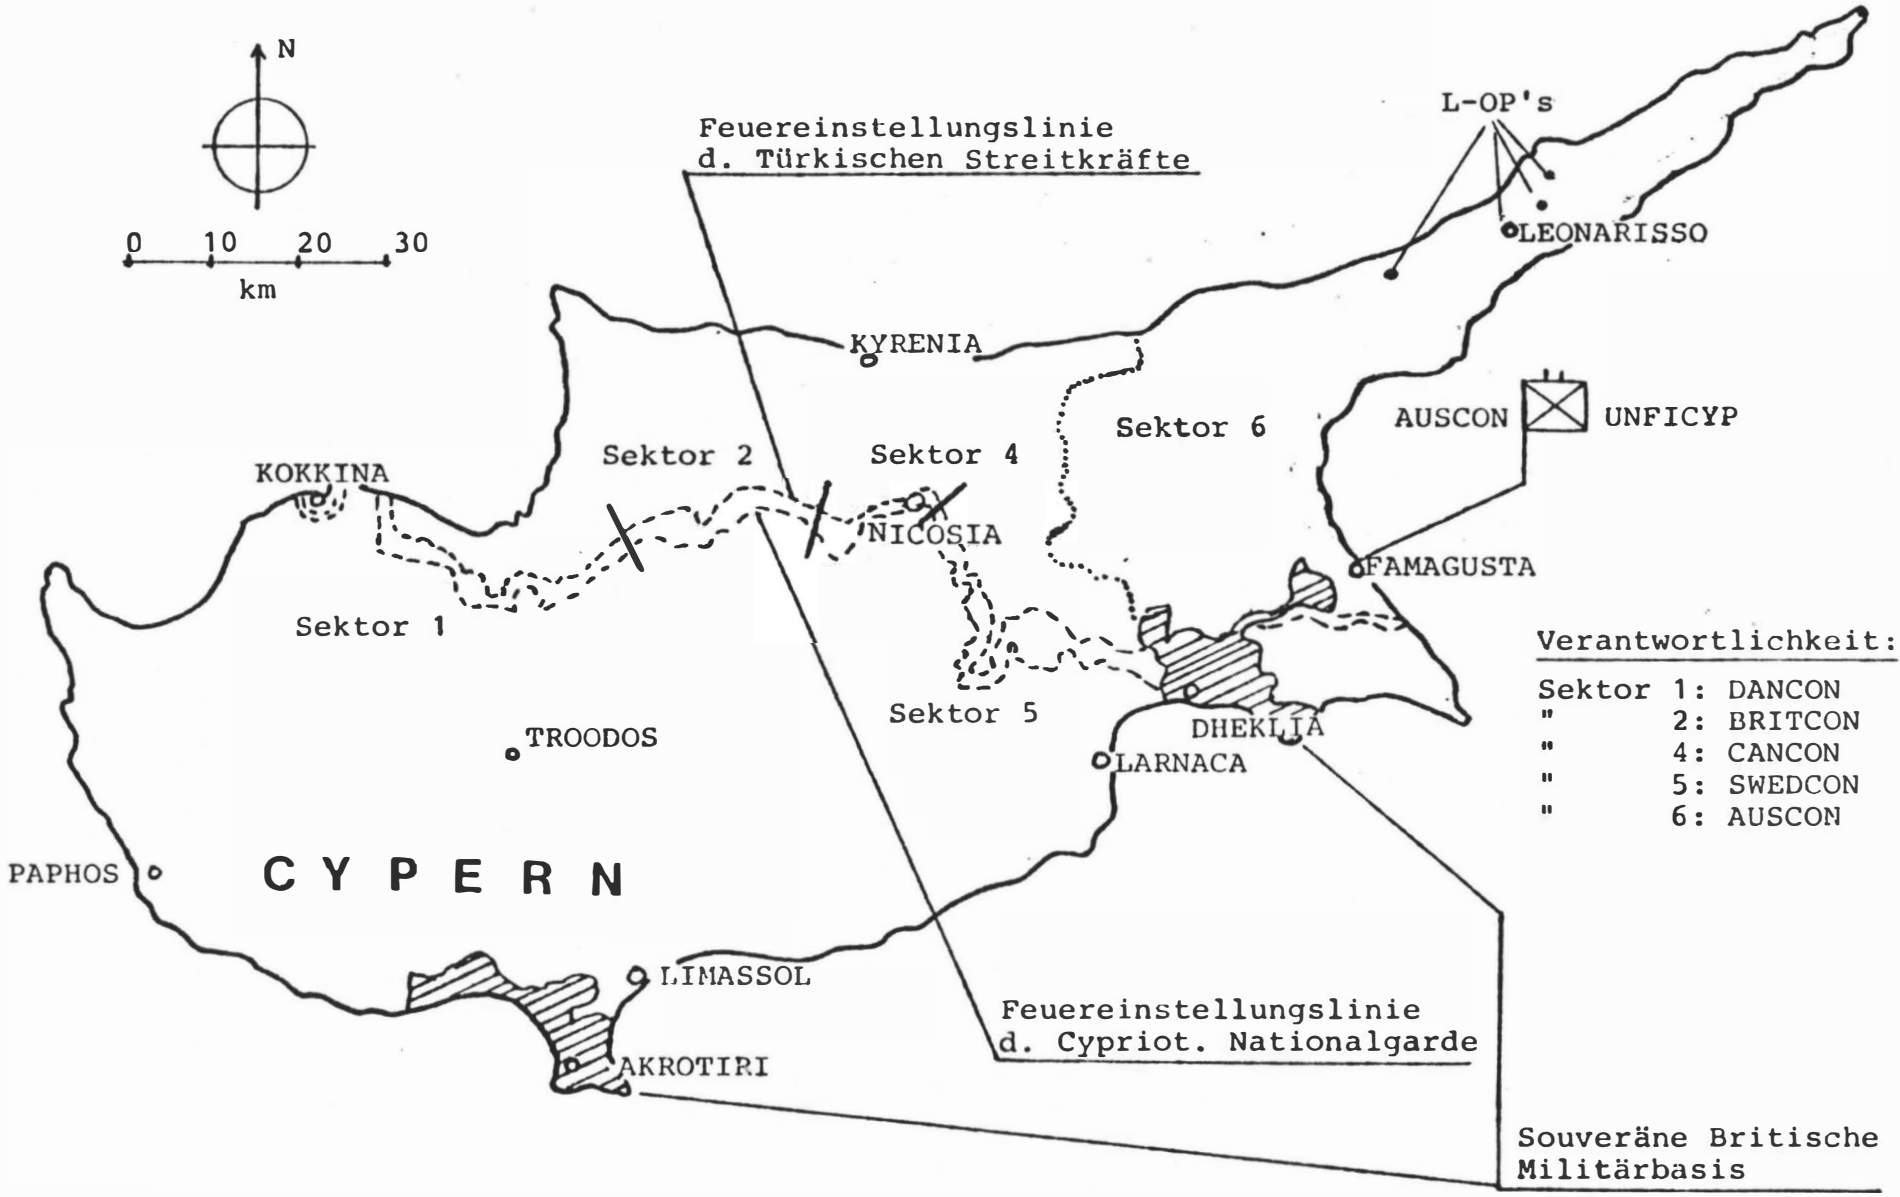 N
0 10 20 30
km
Feuereinstellungslinie
d. Türkischen Streitkräfte
L-OP's
LEONARISSO
KYRENIA
AUSCON UNFICYP
Sektor 6
Sektor 2
Sektor 4
KOKKINA
NICOSIA
FAMAGUSTA
Sektor 1
Verantwortlichkeit:
Sektor 1: DANCON
" 2: BRITCON
" 4: CANCON
" 5: SWEDCON
" 6: AUSCON
Sektor 5
DHEKLIA
TROODOS
LARNACA
PAPHOS
CYPERN
LIMASSOL
AKROTIRI
Feuereinstellungslinie
d. Cypriot. Nationalgarde
Souveräne Britische
Militärbasis